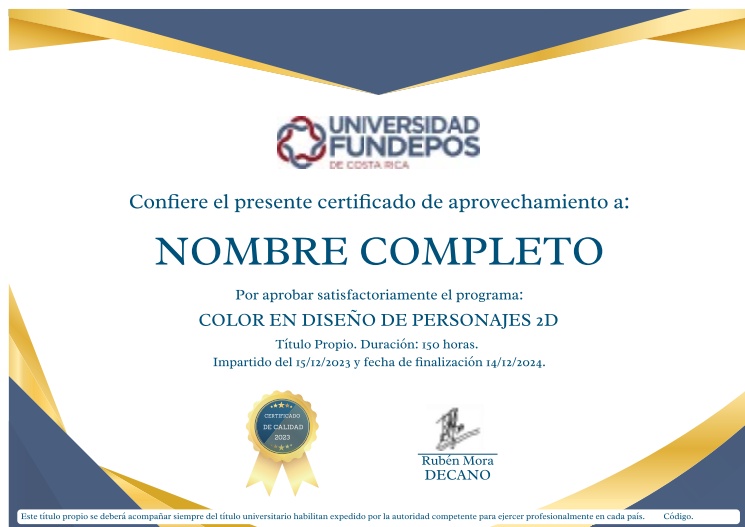 UNIVERSIDAD
FUNDEPOS
DE COSTA RICA
Confiere el presente certificado de aprovechamiento a:
NOMBRE COMPLETO
Por aprobar satisfactoriamente el programa:
COLOR EN DISEÑO DE PERSONAJES 2D
Título Propio. Duración: 150 horas.
Impartido del 15/12/2023 y fecha de finalización 14/12/2024.
CERTIFICADO
DE CALIDAD
2023
Rubén Mora
DECANO
Este título propio se deberá acompañar siempre del título universitario habilitan expedido por la autoridad competente para ejercer profesionalmente en cada país. Código.